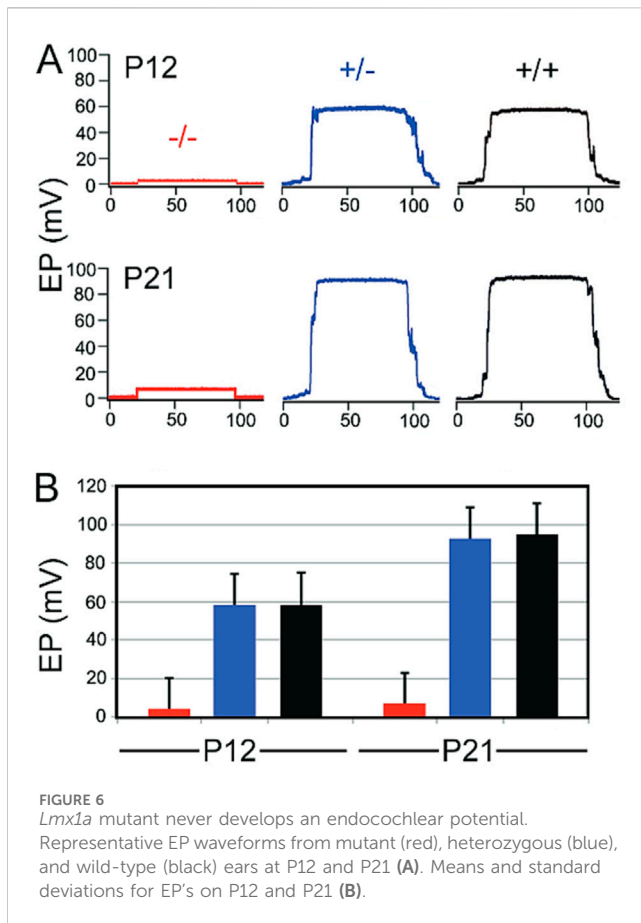 A P12 +/- +/+
-/-
100
80
60
40
20
0
0 50 100 0 50 100 0 50 100
EP (mV)
P21
100
80
60
40
20
0
0 50 100 0 50 100 0 50 100
B
120
100
80
60
40
20
0
EP (mV)
P12 P21
FIGURE 6
Lmx1a mutant never develops an endocochlear potential.
Representative EP waveforms from mutant (red), heterozygous (blue),
and wild-type (black) ears at P12 and P21 (A). Means and standard
deviations for EP's on P12 and P21 (B).